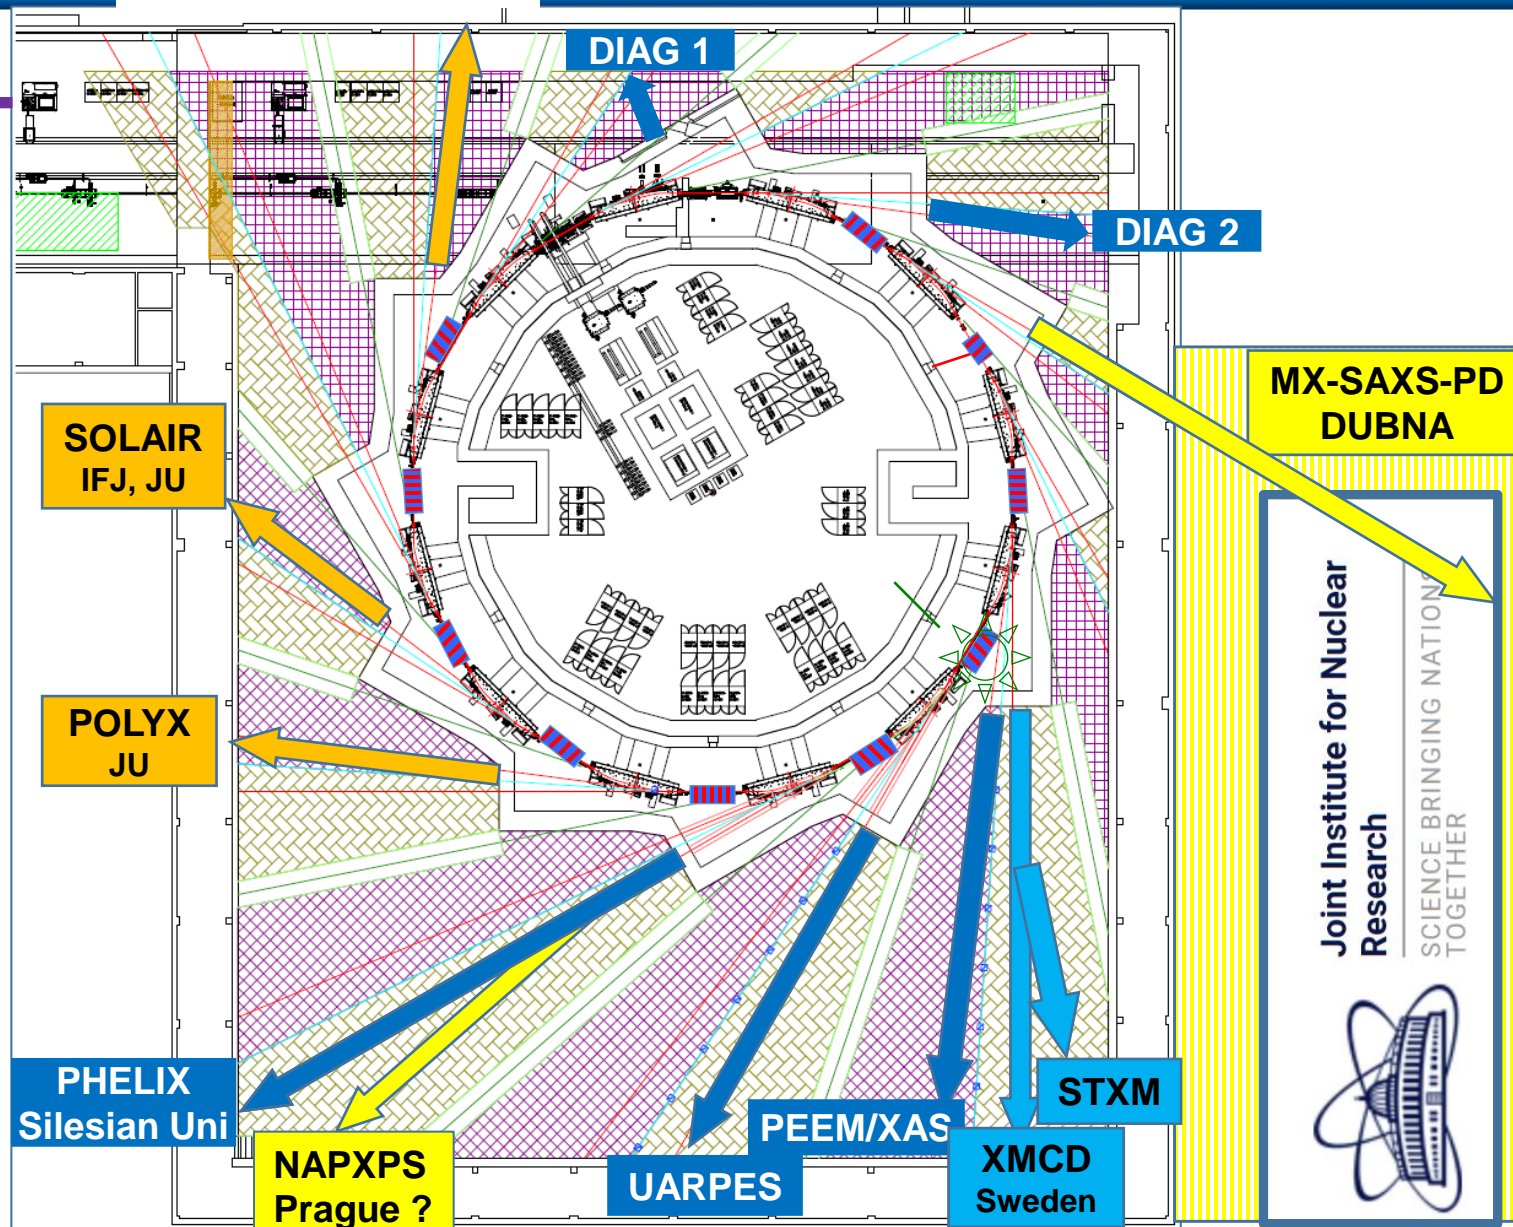 DIAG 1
DIAG 2
MX-SAXS-PD
DUBNA
SOLAIR
IFJ, JU
POLYX
JU
Joint Institute for Nuclear
Research
SCIENCE BRINGING NATIONS
TOGETHER
PHELIX
Silesian Uni
NAPXPS
Prague ?
UARPES
PEEM/XAS
XMCD
Sweden
STXM